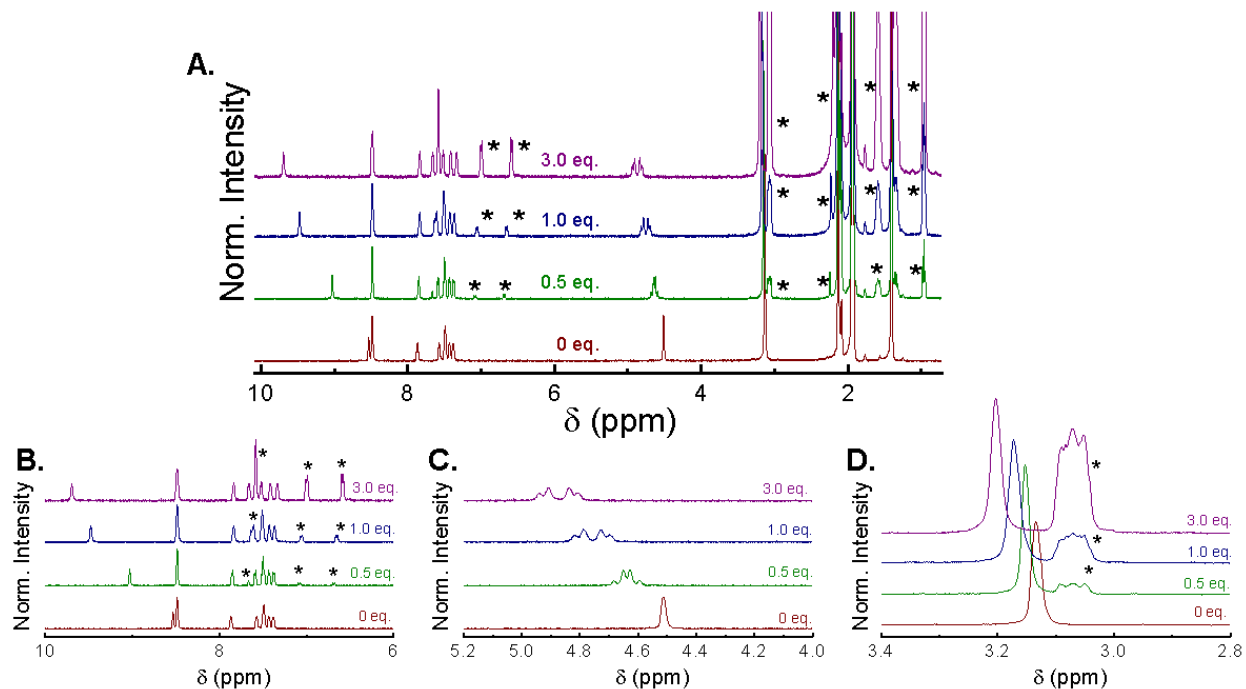 A.
Norm. Intensity
* *
3.0 eq.
* * * *
* *
1.0 eq.
* * * *
* *
0.5 eq.
* * * *
0 eq.
10 8 6 4 2
δ (ppm)
B.
Norm. Intensity
* * *
3.0 eq.
* * *
1.0 eq.
* * *
0.5 eq.
0 eq.
10 8 6
δ (ppm)
C.
Norm. Intensity
3.0 eq.
1.0 eq.
0.5 eq.
0 eq.
5.2 5.0 4.8 4.6 4.4 4.2 4.0
δ (ppm)
D.
Norm. Intensity
*
3.0 eq.
*
1.0 eq.
*
0.5 eq.
0 eq.
3.4 3.2 3.0 2.8
δ (ppm)